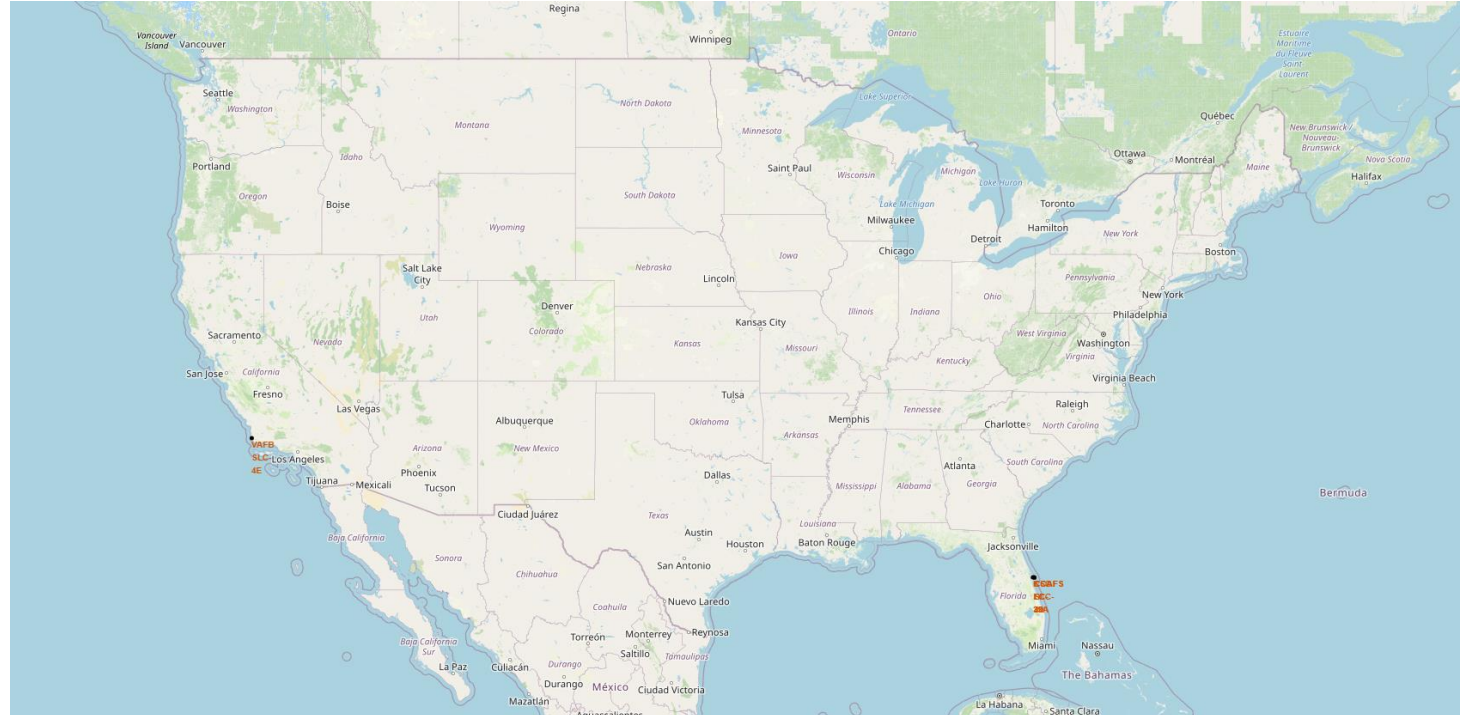 Regina
Vancouver
Island
Vancouver
Winnipeg
Ontario
Estuaire
Maritime
du Fleuve
Saint-
Laurent
Seattle
Washington
North Dakota
Lake Superior
Montana
Minnesota
Québec
New Brunswick /
Nouveau-
Brunswick
Portland
Idaho
Ottawa
Montréal
Nova Scotia
Saint Paul
Wisconsin
Michigan
Maine
Halifax
Oregon
Boise
South Dakota
Lake Huron
Lake Michigan
Toronto
Wyoming
Milwaukee
Hamilton
New York
Detroit
Chicago
Boston
Iowa
Salt Lake
City
Nebraska
Lincoln
Pennsylvania
New York
Ohio
Denver
Utah
Colorado
Illinois
Indiana
Philadelphia
Kansas City
Sacramento
Nevada
Kansas
Missouri
West Virginia
Washington
Virginia
Kentucky
San Jose
California
Virginia Beach
Fresno
Las Vegas
Tulsa
Raleigh
Albuquerque
Oklahoma
Memphis
Tennessee
Charlotte
North Carolina
Arkansas
VAFB
SLC-
4E
Los Angeles
Arizona
New Mexico
South Carolina
Atlanta
Phoenix
Dallas
Tijuana
Mexicali
Tucson
Mississippi
Alabama
Georgia
Bermuda
Ciudad Juárez
Texas
Louisiana
Baja California
Austin
Houston
Baton Rouge
Jacksonville
Sonora
San Antonio
Chihuahua
Florida
Coahuila
Nuevo Laredo
Torreón
Monterrey
Reynosa
Baja California
Sur
Saltillo
Miami
Nassau
Tamaulipas
La Paz
Culiacán
Durango
The Bahamas
Durango
México
Ciudad Victoria
Mazatlán
La Habana
Santa Clara
Aguascalientes